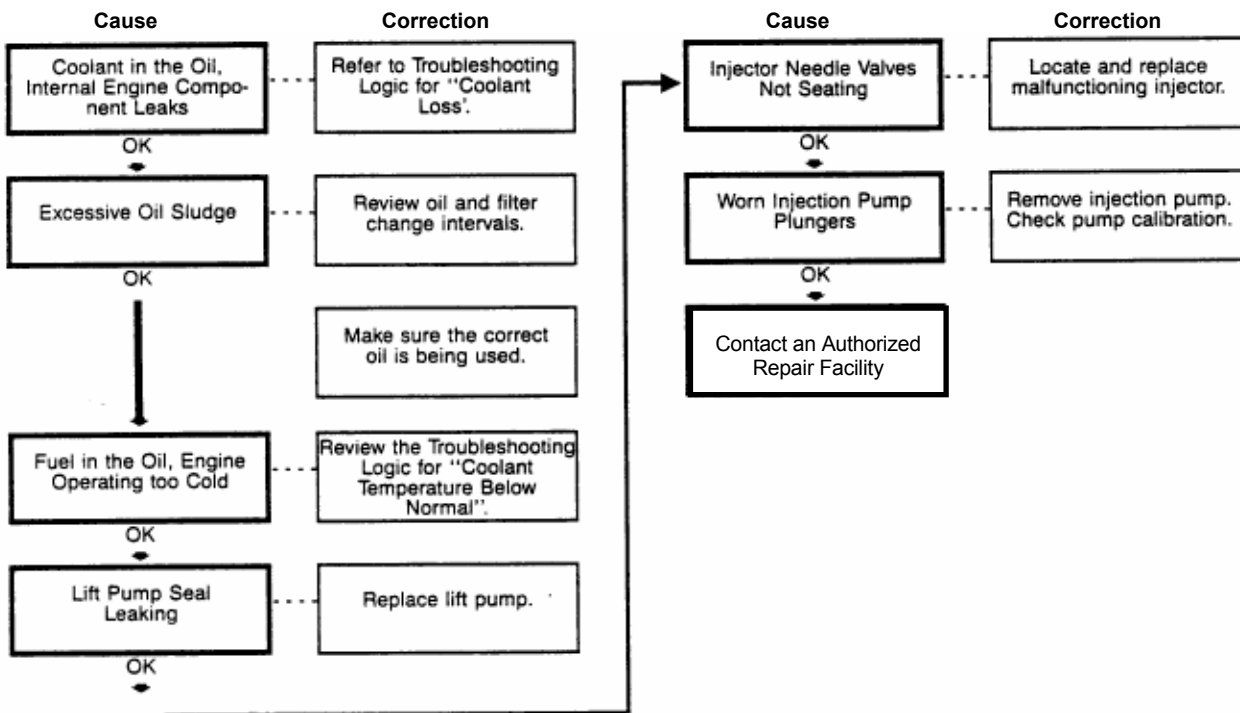 Cause
Correction
Coolant in the Oil,
Internal Engine Compo-
nent Leaks
Refer to Troubleshooting
Logic for "Coolant
Loss'.
OK
Excessive Oil Sludge
Review oil and filter
change intervals.
OK
Make sure the correct
oil is being used.
Fuel in the Oil, Engine
Operating too Cold
Review the Troubleshooting
Logic for "Coolant
Temperature Below
Normal".
OK
Lift Pump Seal
Leaking
Replace lift pump.
OK
Cause
Correction
Injector Needle Valves
Not Seating
Locate and replace
malfunctioning injector.
OK
Worn Injection Pump
Plungers
Remove injection pump.
Check pump calibration.
OK
Contact an Authorized
Repair Facility